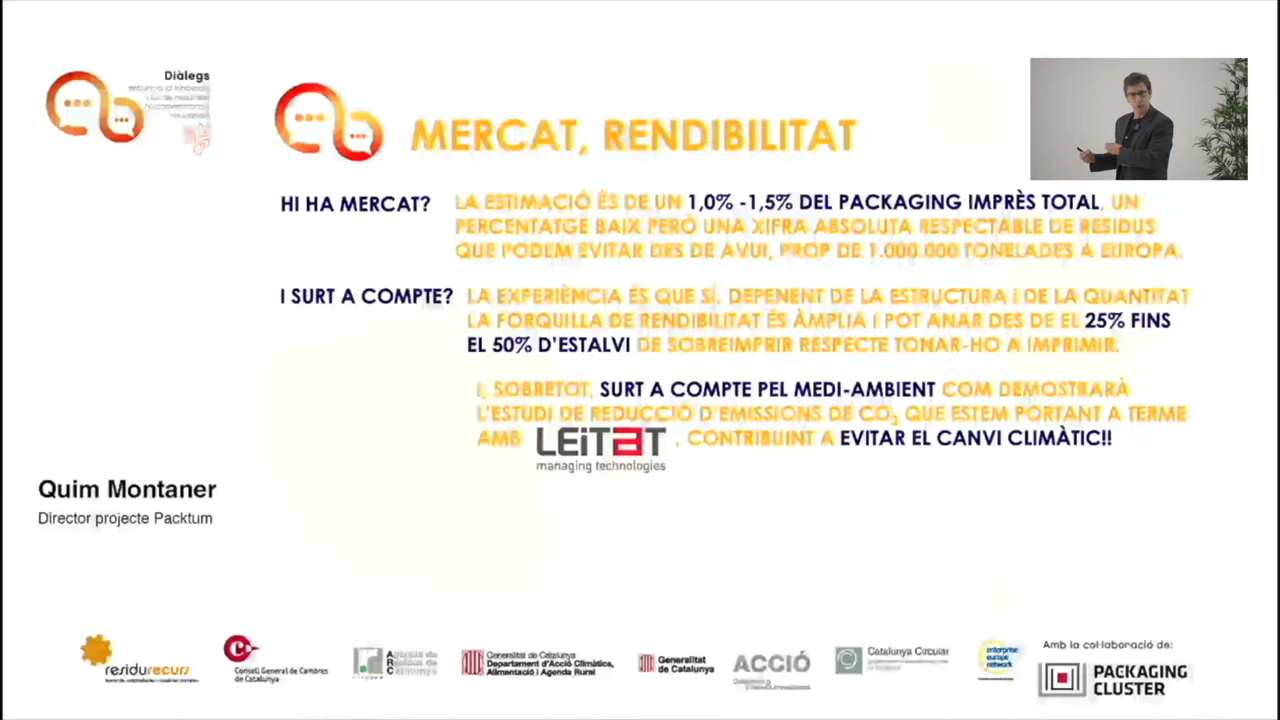 Diàlegs
MERCAT, RENDIBILITAT
HI HA MERCAT?
LA ESTIMACIÓ ÉS DE UN 1,0% -1,5% DEL PACKAGING IMPRÈS TOTAL, UN
PERCENTATGE BAIX PERÒ UNA XIFRA ABSOLUTA RESPECTABLE DE RESIDUS
QUE PODEM EVITAR DES DE AVUI, PROP DE 1.000.000 TONELADES A EUROPA.
I SURT A COMPTE?
LA EXPERIÈNCIA ÉS QUE SÍ. DEPENENT DE LA ESTRUCTURA I DE LA QUANTITAT
LA FORQUILLA DE RENDIBILITAT ÉS ÀMPLIA I POT ANAR DES DE EL 25% FINS
EL 50% D'ESTALVI DE SOBREIMPRIR RESPECTE TONAR-HO A IMPRIMIR.
I, SOBRETOT, SURT A COMPTE PEL MEDI-AMBIENT COM DEMOSTRARÀ
L'ESTUDI DE REDUCCIÓ D'EMISSIONS DE CO2 QUE ESTEM PORTANT A TERME
AMB LEITAT , CONTRIBUINT A EVITAR EL CANVI CLIMÀTIC!!
managing technologies
Quim Montaner
Director projecte Packtum
residurecurs
Consell General de Cambres
de Catalunya
Agència de
Residus de
Catalunya
Generalitat de Catalunya
Departament d'Acció Climàtica,
Alimentació i Agenda Rural
Generalitat
de Catalunya
ACCIÓ
Catalunya Circular
enterprise
europe
network
Amb la col·laboració de:
PACKAGING
CLUSTER